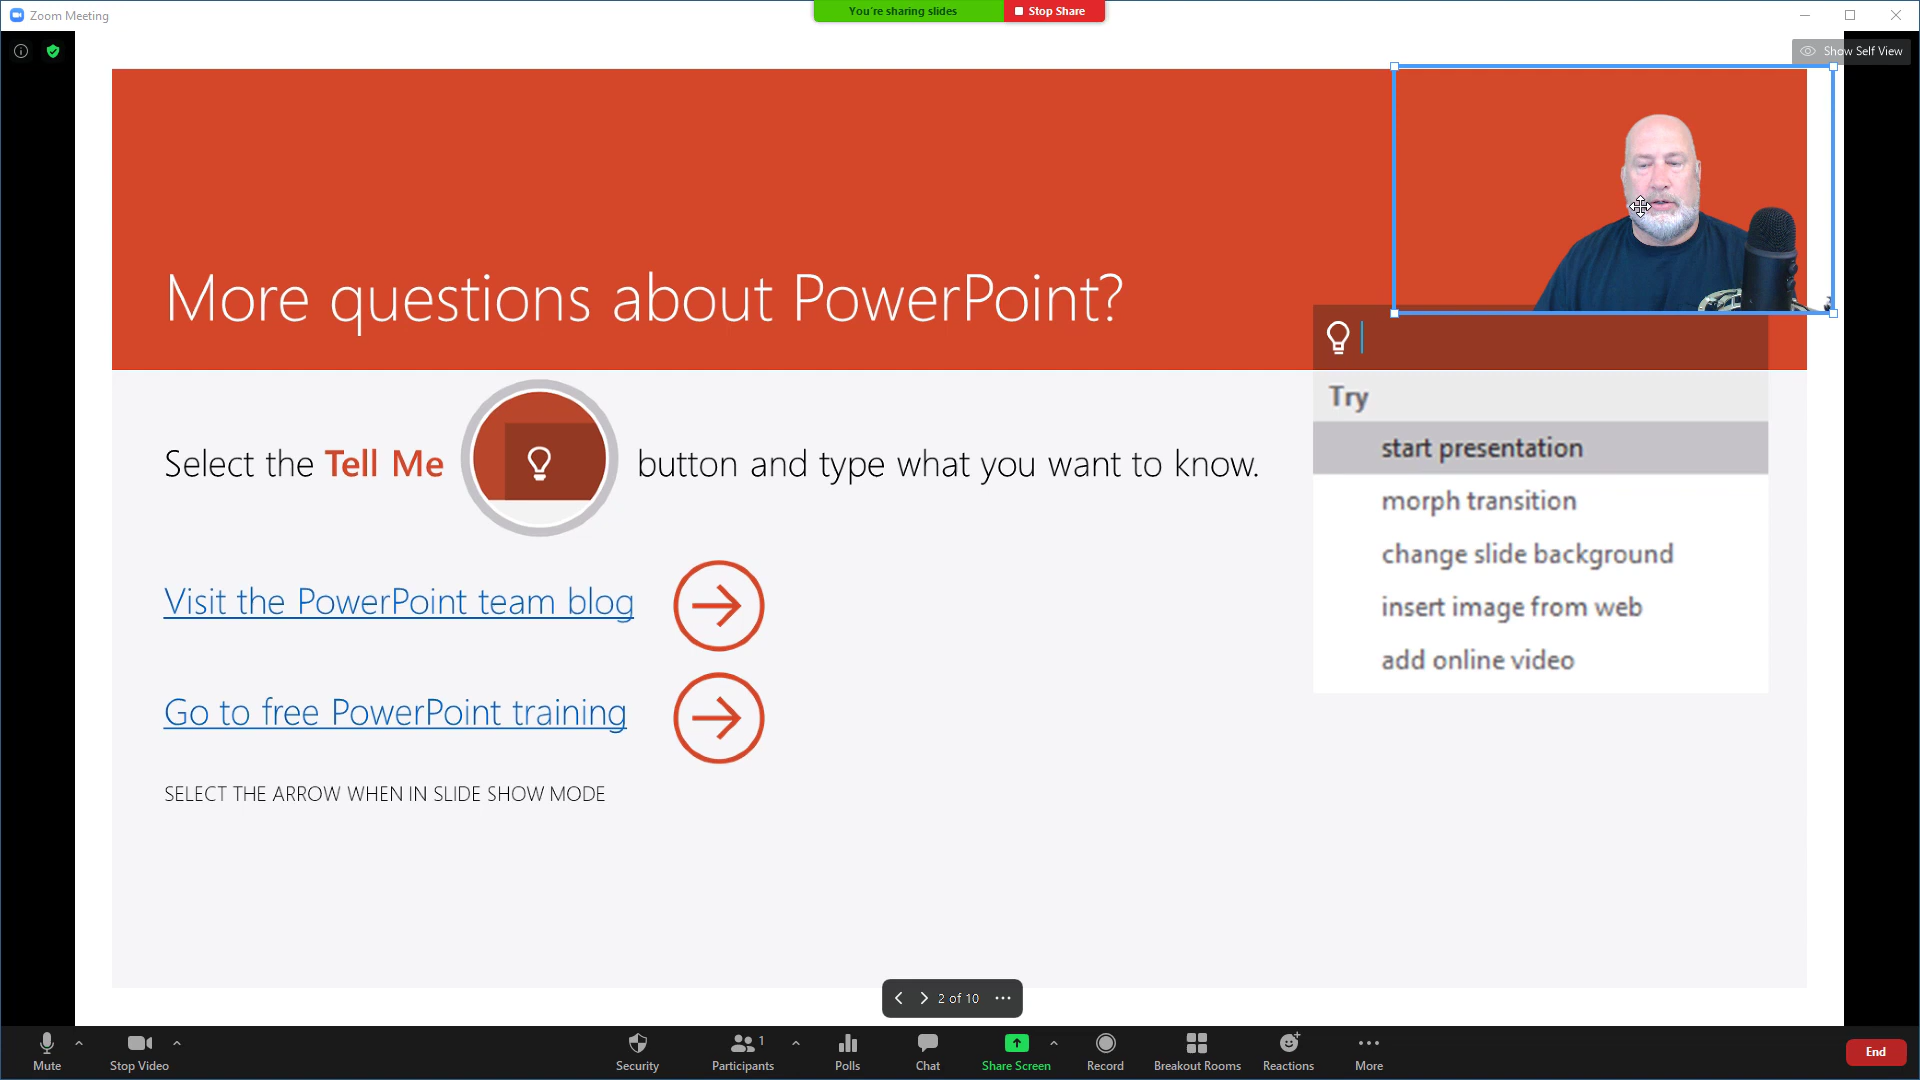 Zoom Meeting
You're sharing slides
Stop Share
Show Self View
More questions about PowerPoint?
Select the Tell Me button and type what you want to know.
Visit the PowerPoint team blog
Go to free PowerPoint training
SELECT THE ARROW WHEN IN SLIDE SHOW MODE
Try
start presentation
morph transition
change slide background
insert image from web
add online video
2 of 10
Mute
Stop Video
Security
1
Participants
Polls
Chat
Share Screen
Record
Breakout Rooms
Reactions
More
End